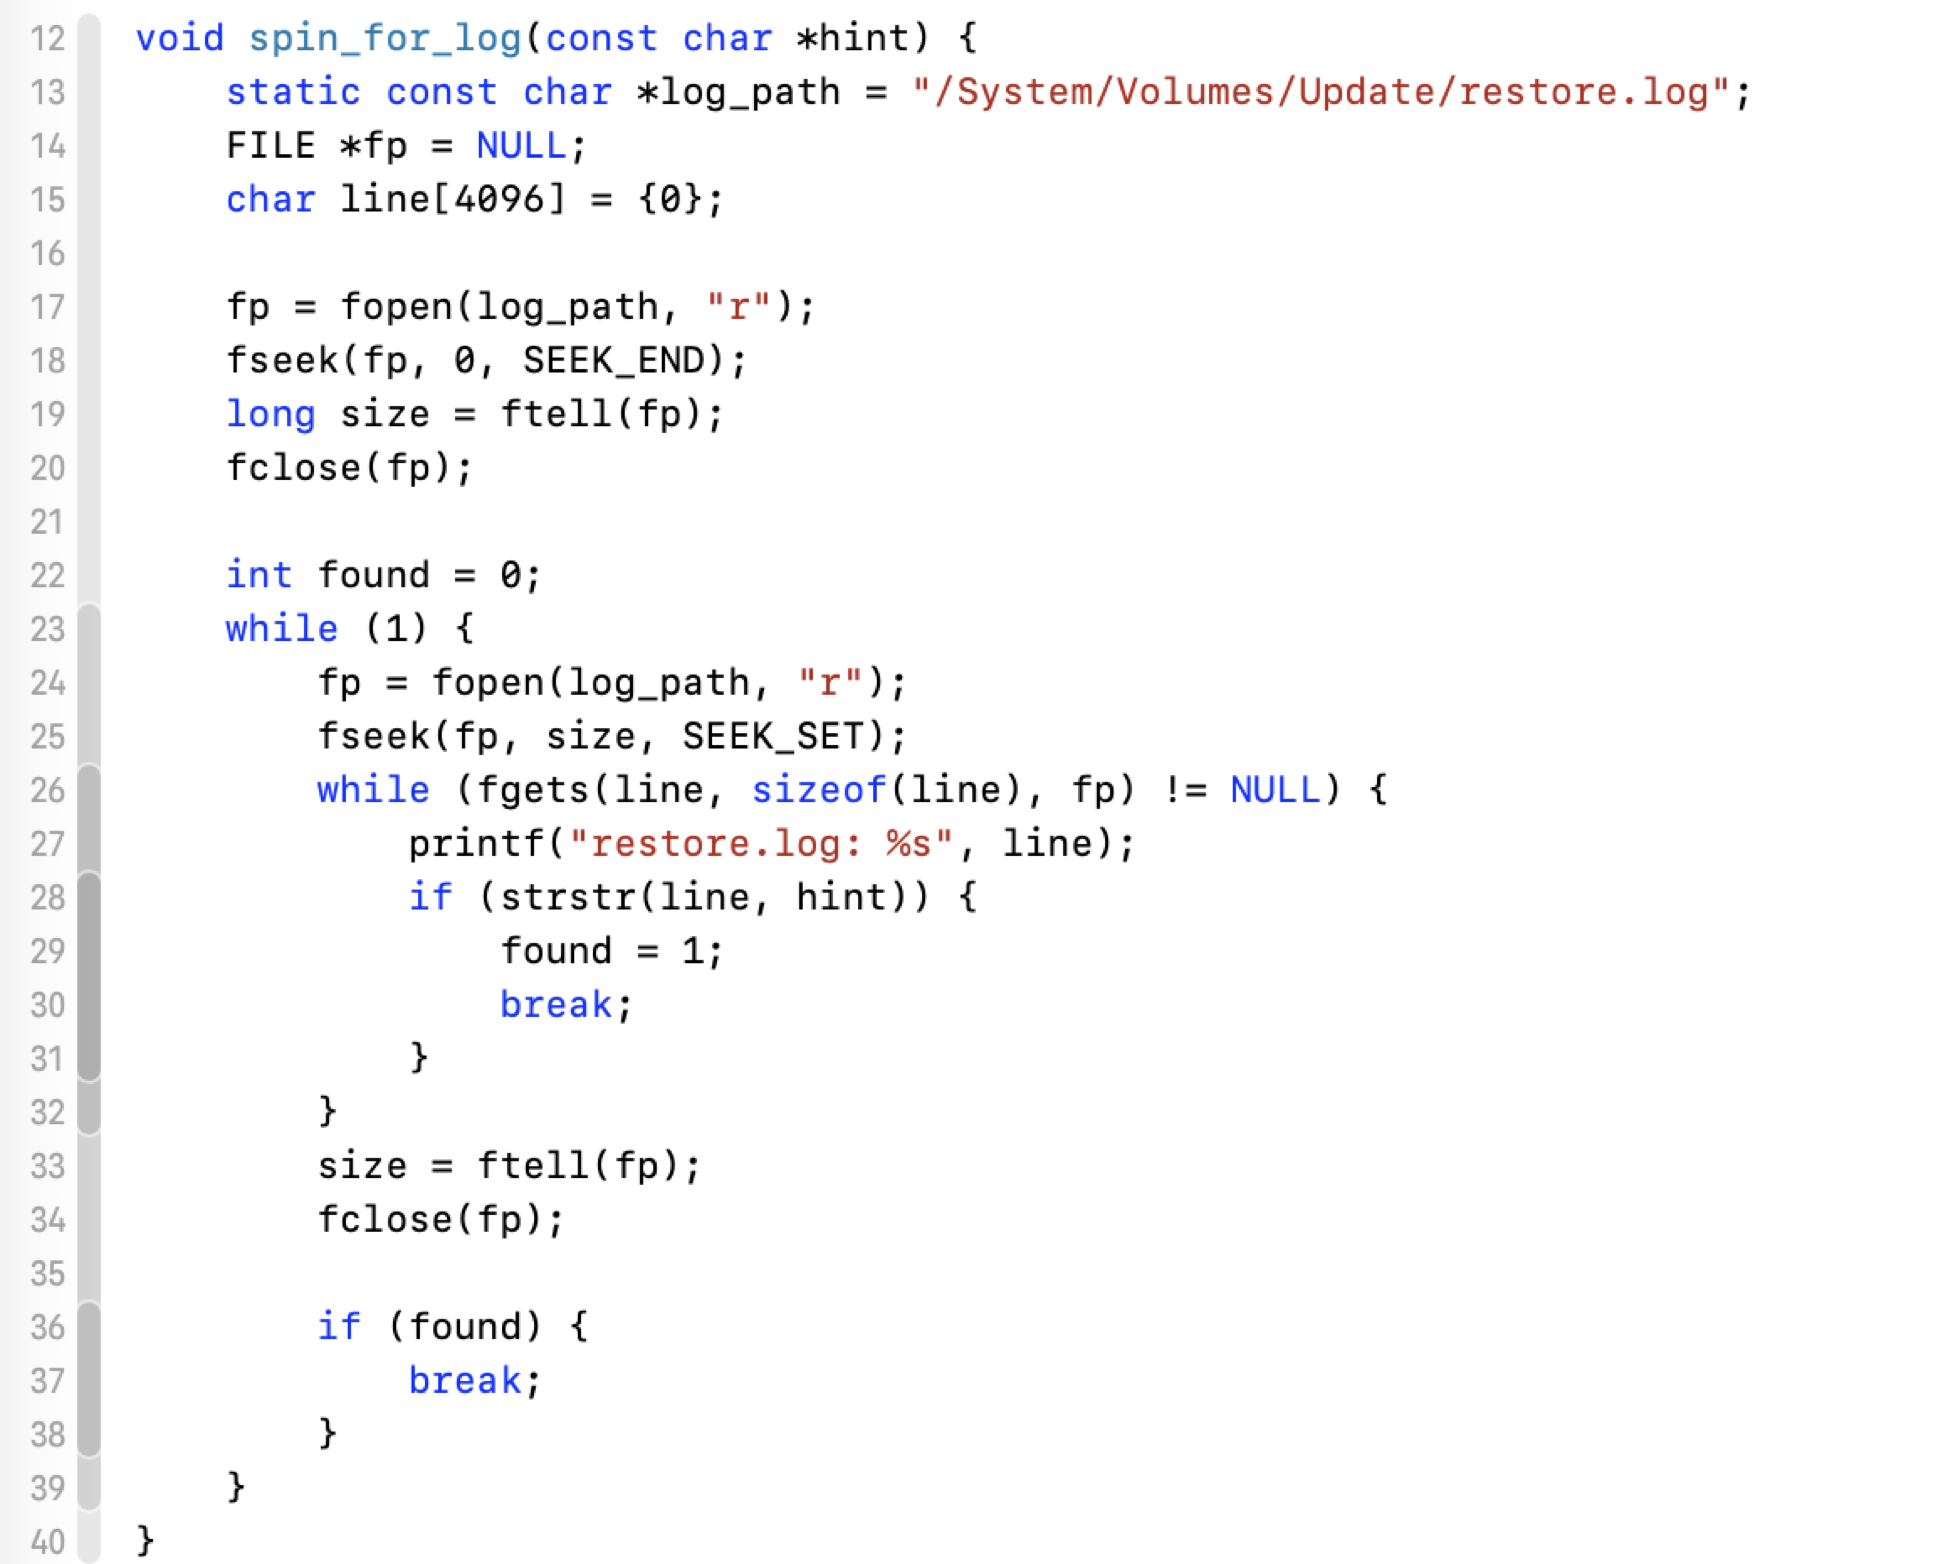 12 void spin_for_log(const char *hint) {
13     static const char *log_path = "/System/Volumes/Update/restore.log";
14     FILE *fp = NULL;
15     char line[4096] = {0};
16
17     fp = fopen(log_path, "r");
18     fseek(fp, 0, SEEK_END);
19     long size = ftell(fp);
20     fclose(fp);
21
22     int found = 0;
23     while (1) {
24         fp = fopen(log_path, "r");
25         fseek(fp, size, SEEK_SET);
26         while (fgets(line, sizeof(line), fp) != NULL) {
27             printf("restore.log: %s", line);
28             if (strstr(line, hint)) {
29                 found = 1;
30                 break;
31             }
32         }
33         size = ftell(fp);
34         fclose(fp);
35
36         if (found) {
37             break;
38         }
39     }
40 }